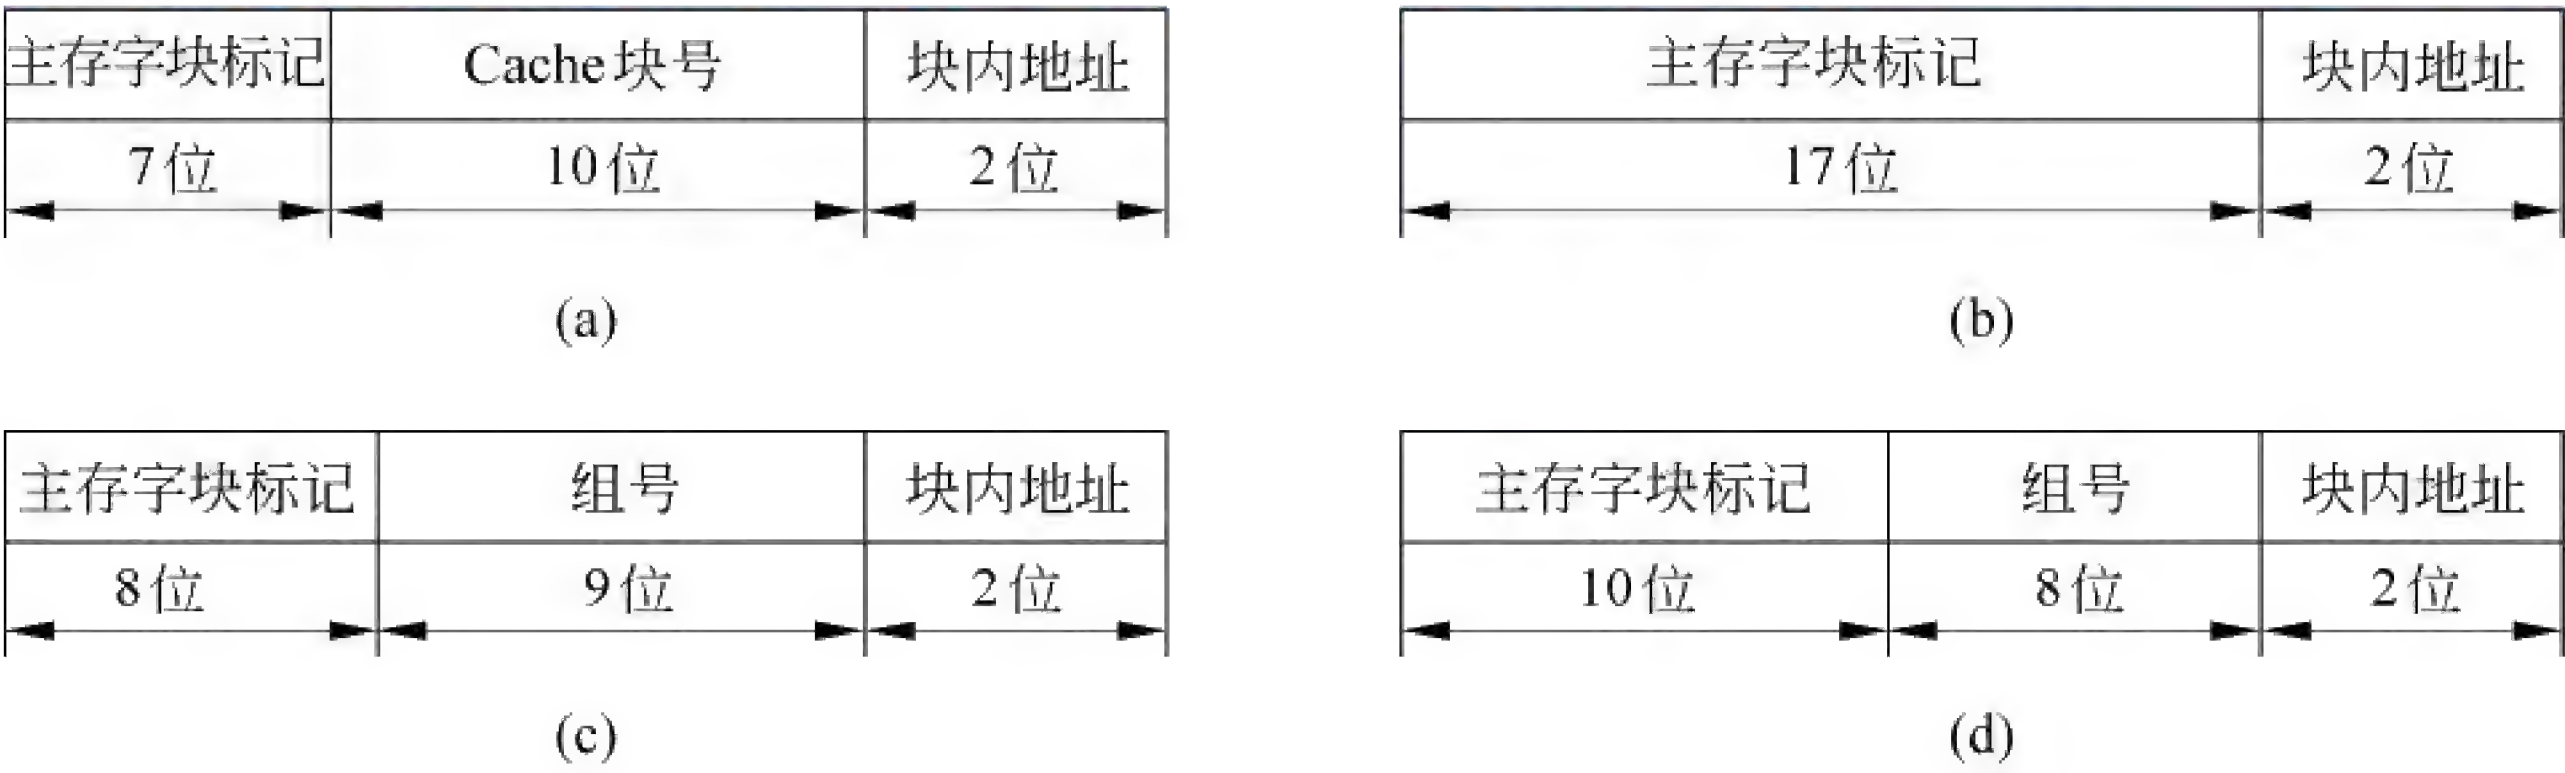 主存字块标记 Cache块号 块内地址
7位 10位 2位
(a)
主存字块标记 块内地址
17位 2位
(b)
主存字块标记 组号 块内地址
8位 9位 2位
(c)
主存字块标记 组号 块内地址
10位 8位 2位
(d)